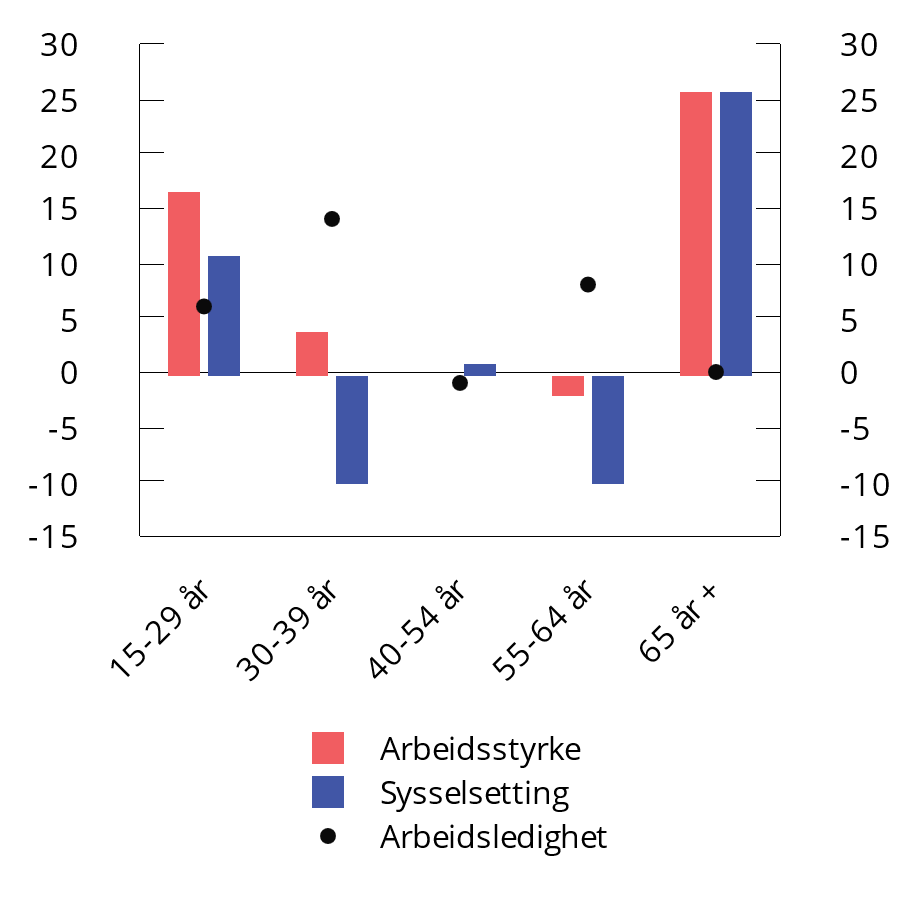 30 30
25 25
20 20
15 15
10 10
5 5
0 0
-5 -5
-10 -10
-15 -15
15-29 år 30-39 år 40-54 år 55-64 år 65 år +
Arbeidsstyrke
Sysselsetting
Arbeidsledighet